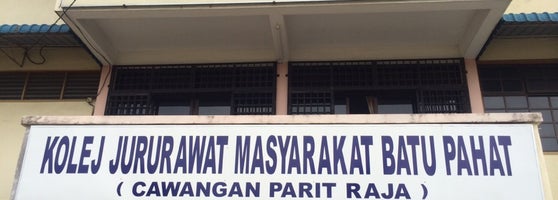 KOLEJ JURURAWAT MASYARAKAT BATU PAHAT
( CAWANGAN PARIT RAJA )